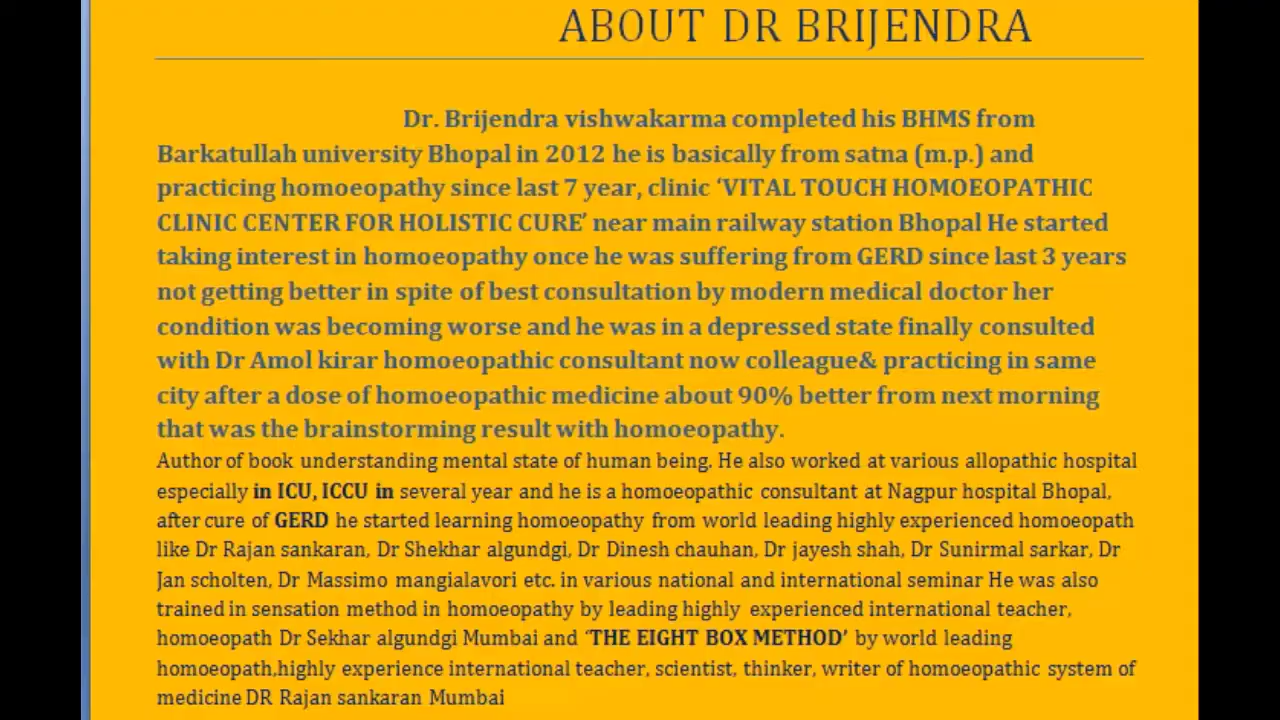 ABOUT DR BRIJENDRA
Dr. Brijendra vishwakarma completed his BHMS from
Barkatullah university Bhopal in 2012 he is basically from satna (m.p.) and
practicing homoeopathy since last 7 year, clinic ‘VITAL TOUCH HOMOEOPATHIC
CLINIC CENTER FOR HOLISTIC CURE’ near main railway station Bhopal He started
taking interest in homoeopathy once he was suffering from GERD since last 3 years
not getting better in spite of best consultation by modern medical doctor her
condition was becoming worse and he was in a depressed state finally consulted
with Dr Amol kirar homoeopathic consultant now colleague& practicing in same
city after a dose of homoeopathic medicine about 90% better from next morning
that was the brainstorming result with homoeopathy.
Author of book understanding mental state of human being. He also worked at various allopathic hospital
especially in ICU, ICCU in several year and he is a homoeopathic consultant at Nagpur hospital Bhopal,
after cure of GERD he started learning homoeopathy from world leading highly experienced homoeopath
like Dr Rajan sankaran, Dr Shekhar algundgi, Dr Dinesh chauhan, Dr jayesh shah, Dr Sunirmal sarkar, Dr
Jan scholten, Dr Massimo mangialavori etc. in various national and international seminar He was also
trained in sensation method in homoeopathy by leading highly experienced international teacher,
homoeopath Dr Sekhar algundgi Mumbai and ‘THE EIGHT BOX METHOD’ by world leading
homoeopath,highly experience international teacher, scientist, thinker, writer of homoeopathic system of
medicine DR Rajan sankaran Mumbai